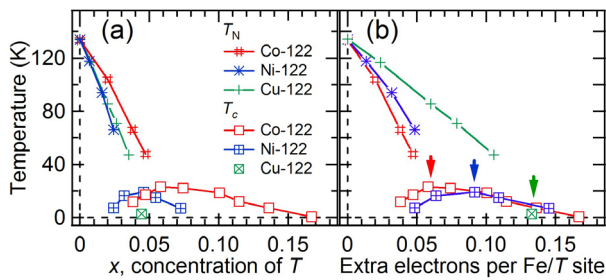 (a)
(b)
Temperature (K)
120
80
40
0
T_N
Co-122
Ni-122
Cu-122
T_c
Co-122
Ni-122
Cu-122
0 0.05 0.10 0.15
x, concentration of T
0 0.05 0.10 0.15
Extra electrons per Fe/T site